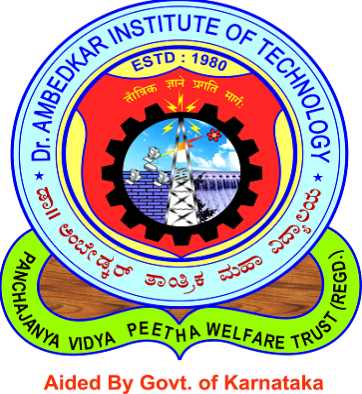 Dr. AMBEDKAR INSTITUTE OF TECHNOLOGY
ESTD : 1980
ताँत्रिक ज्ञाने प्रगति मार्गः
ಡಾ॥ ಅಂಬೇಡ್ಕರ್ ತಾಂತ್ರಿಕ ಮಹಾ ವಿದ್ಯಾಲಯ
PANCHAJANYA VIDYA PEETHA WELFARE TRUST (REGD.)
Aided By Govt. of Karnataka